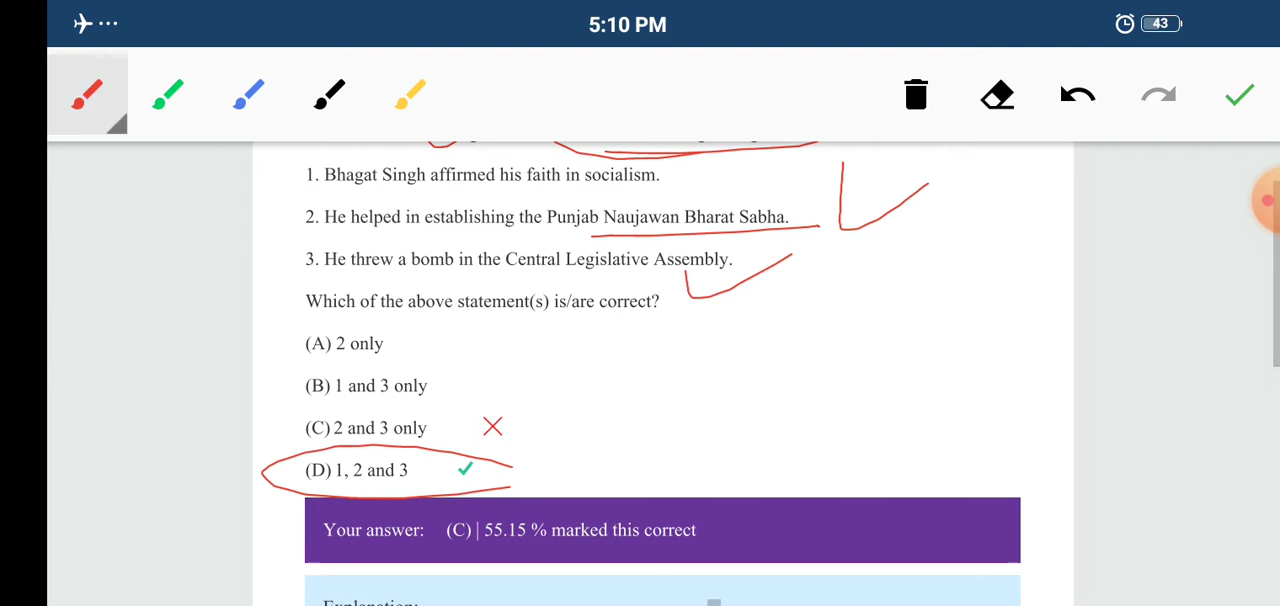 5:10 PM
43
1. Bhagat Singh affirmed his faith in socialism.
2. He helped in establishing the Punjab Naujawan Bharat Sabha.
3. He threw a bomb in the Central Legislative Assembly.
Which of the above statement(s) is/are correct?
(A) 2 only
(B) 1 and 3 only
(C) 2 and 3 only
(D) 1, 2 and 3
Your answer: (C) | 55.15 % marked this correct
Explanation: